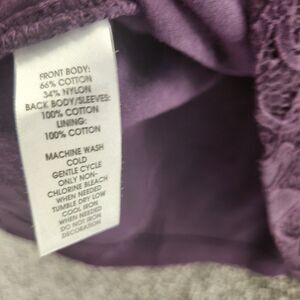 FRONT BODY:
66% COTTON
34% NYLON
BACK BODY/SLEEVES:
100% COTTON
LINING:
100% COTTON
MACHINE WASH
COLD
GENTLE CYCLE
ONLY NON-
CHLORINE BLEACH
WHEN NEEDED
TUMBLE DRY LOW
COOL IRON
WHEN NEEDED
DO NOT IRON
DECORATION